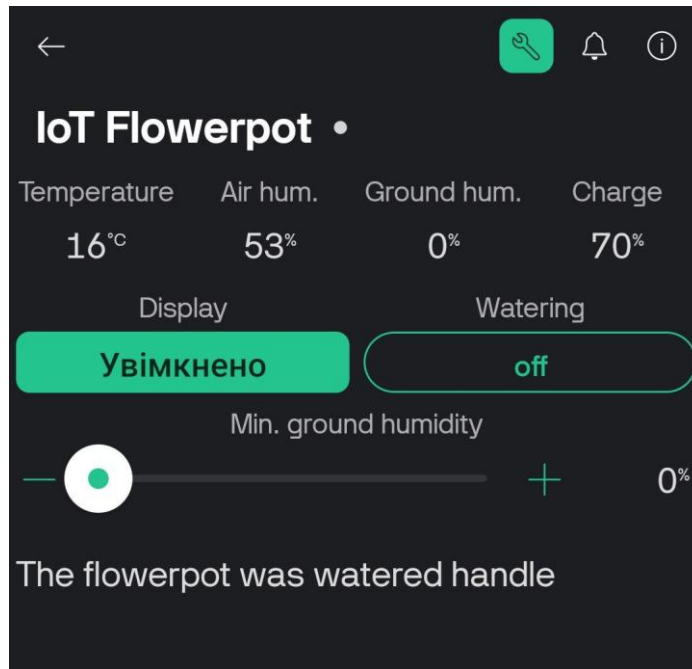 IoT Flowerpot
Temperature Air hum. Ground hum. Charge
16°C 53% 0% 70%
Display Watering
Увімкнено off
Min. ground humidity
0%
The flowerpot was watered handle